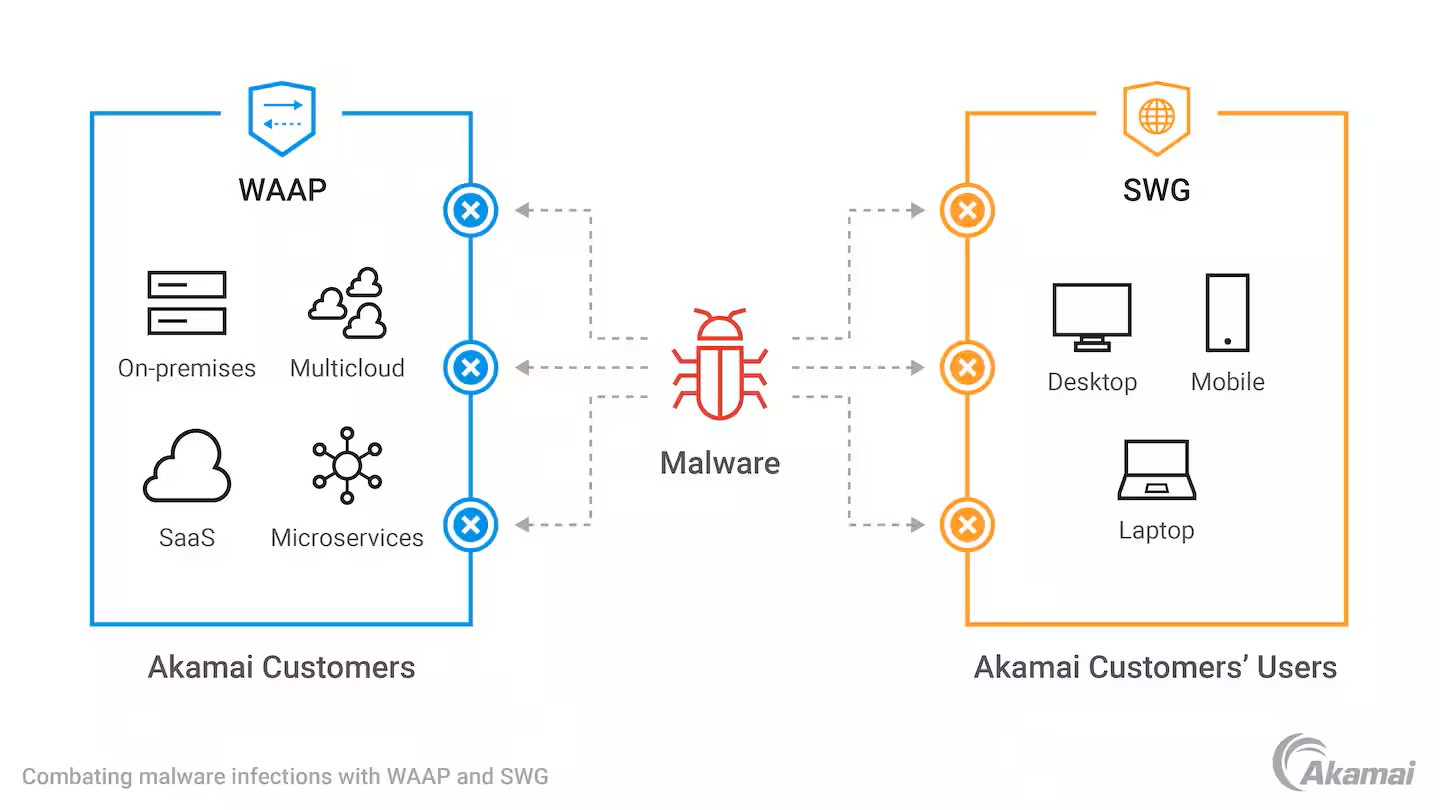 WAAP
On-premises
Multicloud
SaaS
Microservices
Akamai Customers
Malware
SWG
Desktop
Mobile
Laptop
Akamai Customers’ Users
Combating malware infections with WAAP and SWG
Akamai